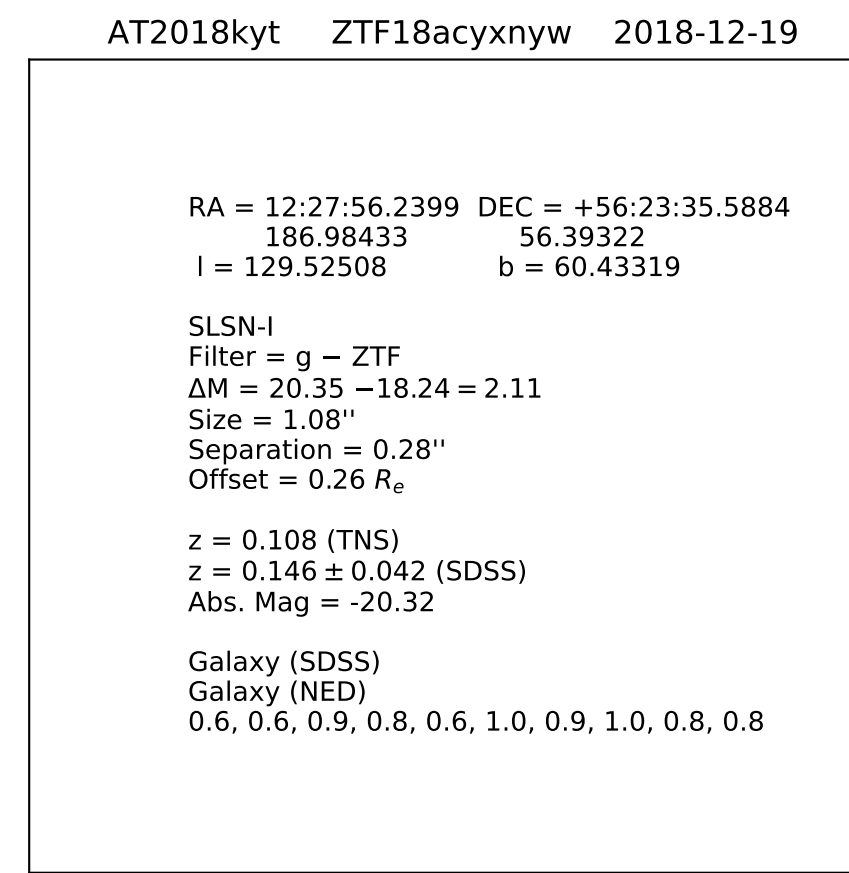 AT2018kyt ZTF18acyxnyw 2018-12-19
RA = 12:27:56.2399 DEC = +56:23:35.5884
186.98433 56.39322
l = 129.52508 b = 60.43319
SLSN-I
Filter = g − ZTF
ΔM = 20.35 −18.24 = 2.11
Size = 1.08''
Separation = 0.28''
Offset = 0.26 Rₑ
z = 0.108 (TNS)
z = 0.146 ± 0.042 (SDSS)
Abs. Mag = -20.32
Galaxy (SDSS)
Galaxy (NED)
0.6, 0.6, 0.9, 0.8, 0.6, 1.0, 0.9, 1.0, 0.8, 0.8